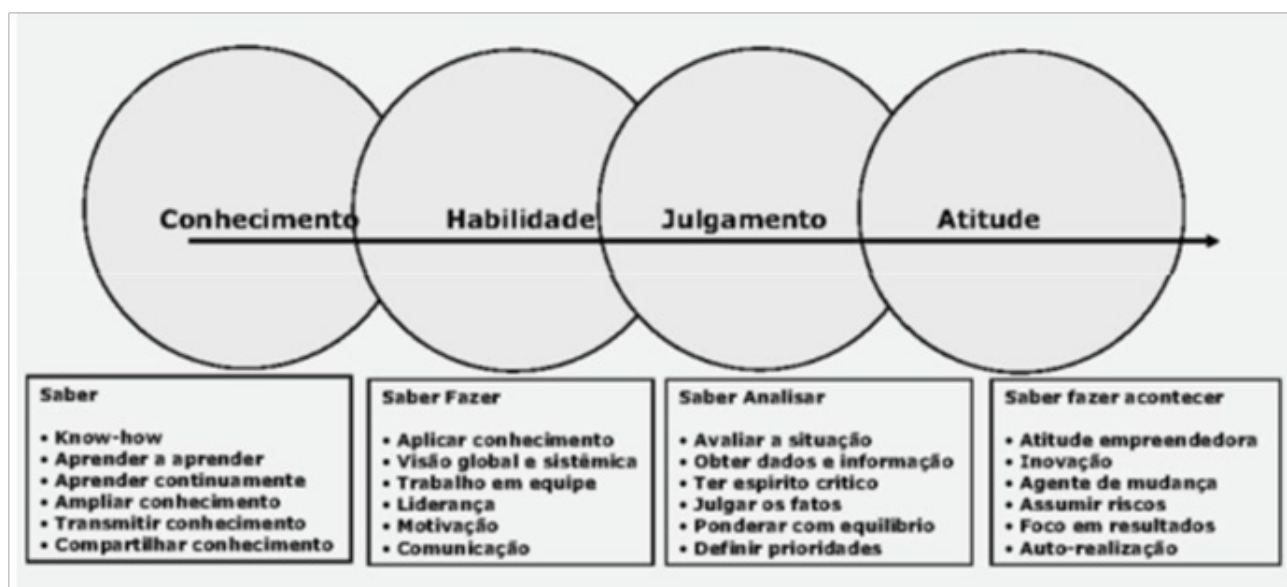 Conhecimento
Habilidade
Julgamento
Atitude
Saber
• Know-how
• Aprender a aprender
• Aprender continuamente
• Ampliar conhecimento
• Transmitir conhecimento
• Compartilhar conhecimento
Saber Fazer
• Aplicar conhecimento
• Visão global e sistêmica
• Trabalho em equipe
• Liderança
• Motivação
• Comunicação
Saber Analisar
• Avaliar a situação
• Obter dados e informação
• Ter espirito critico
• Julgar os fatos
• Ponderar com equilíbrio
• Definir prioridades
Saber fazer acontecer
• Atitude empreendedora
• Inovação
• Agente de mudança
• Assumir riscos
• Foco em resultados
• Auto-realização